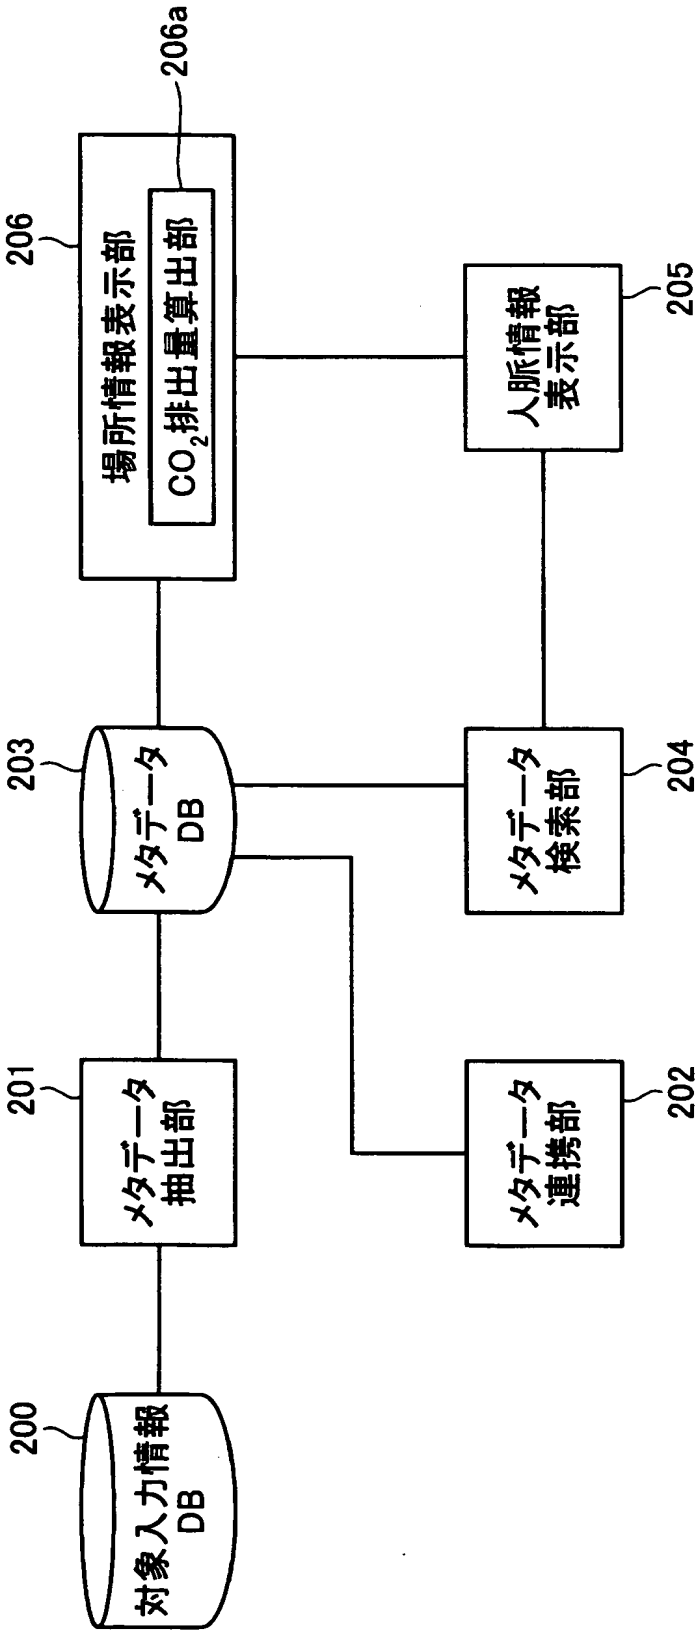 200
対象入力情報
DB
201
メタデータ
抽出部
203
メタデータ
DB
206
場所情報表示部
206a
CO₂排出量算出部
202
メタデータ
連携部
204
メタデータ
検索部
205
人脈情報
表示部